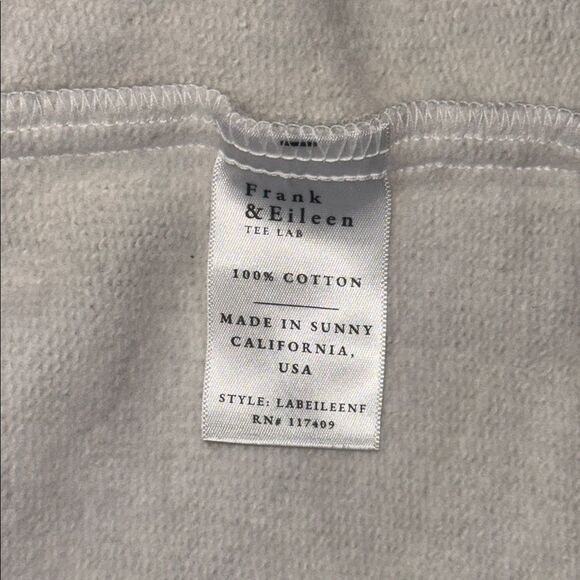 Frank
& Eileen
TEE LAB
100% COTTON
MADE IN SUNNY
CALIFORNIA,
USA
STYLE: LABEILEENF
RN# 117409